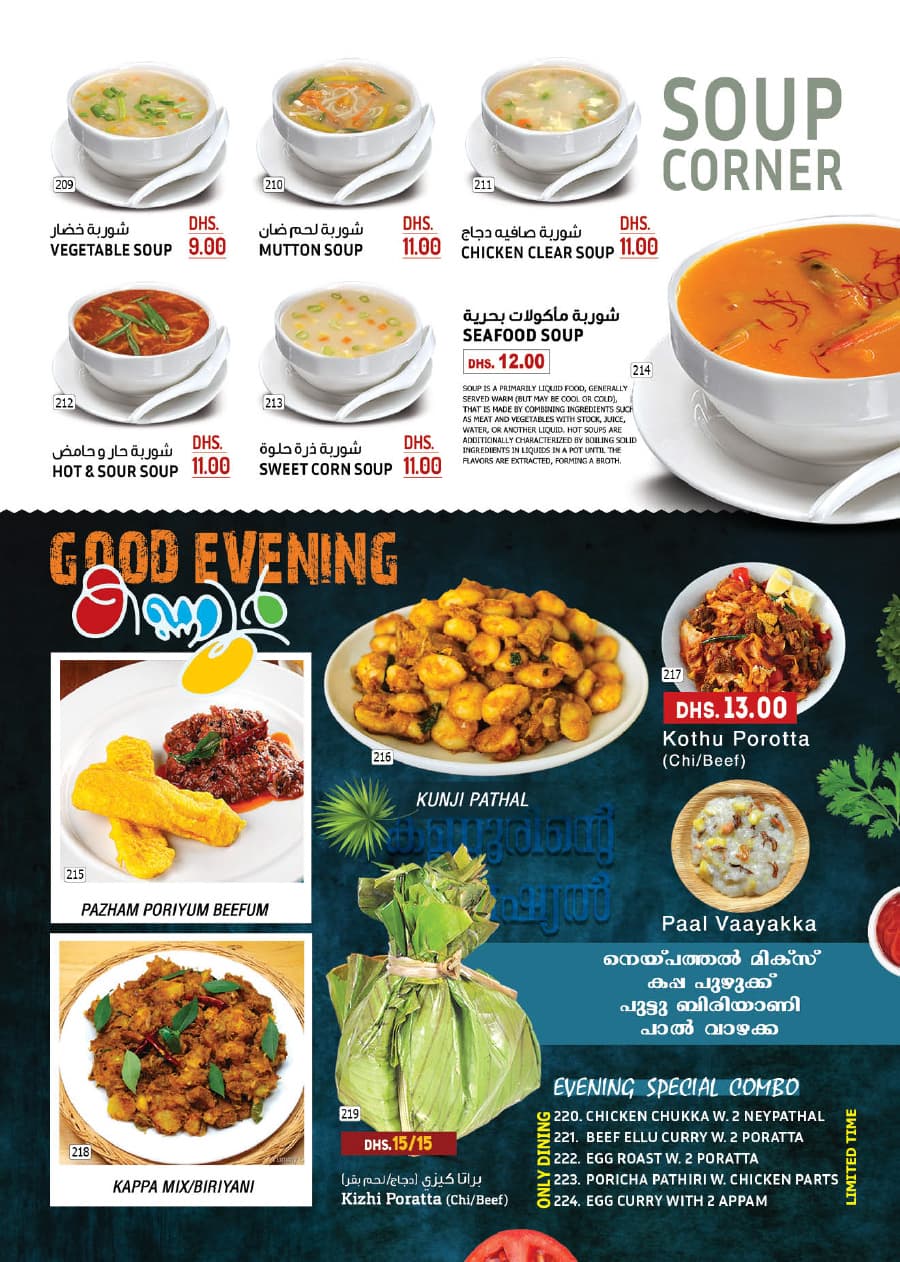 SOUP
CORNER
209
شوربة خضار
VEGETABLE SOUP
DHS.
9.00
210
شوربة لحم ضان
MUTTON SOUP
DHS.
11.00
211
شوربة صافيه دجاج
CHICKEN CLEAR SOUP
DHS.
11.00
212
شوربة حار و حامض
HOT & SOUR SOUP
DHS.
11.00
213
شوربة ذرة حلوة
SWEET CORN SOUP
DHS.
11.00
شوربة مأكولات بحرية
SEAFOOD SOUP
DHS. 12.00
214
SOUP IS A PRIMARILY LIQUID FOOD, GENERALLY
SERVED WARM (BUT MAY BE COOL OR COLD),
THAT IS MADE BY COMBINING INGREDIENTS SUCH
AS MEAT AND VEGETABLES WITH STOCK, JUICE,
WATER, OR ANOTHER LIQUID. HOT SOUPS ARE
ADDITIONALLY CHARACTERIZED BY BOILING SOLID
INGREDIENTS IN LIQUIDS IN A POT UNTIL THE
FLAVORS ARE EXTRACTED, FORMING A BROTH.
GOOD EVENING
കണ്ണൂർ
215
PAZHAM PORIYUM BEEFUM
216
KUNJI PATHAL
217
DHS. 13.00
Kothu Porotta
(Chi/Beef)
Paal Vaayakka
കണ്ണൂരിന്റെ
നെയ്പത്തൽ മിക്സ്
കപ്പ പുഴുക്ക്
പുട്ടു ബിരിയാണി
പാൽ വാഴക്ക
218
KAPPA MIX/BIRIYANI
219
DHS.15/15
براتا كيزي (دجاج/لحم بقر)
Kizhi Poratta (Chi/Beef)
EVENING SPECIAL COMBO
ONLY DINING
220. CHICKEN CHUKKA W. 2 NEYPATHAL
221. BEEF ELLU CURRY W. 2 PORATTA
222. EGG ROAST W. 2 PORATTA
223. PORICHA PATHIRI W. CHICKEN PARTS
224. EGG CURRY WITH 2 APPAM
LIMITED TIME